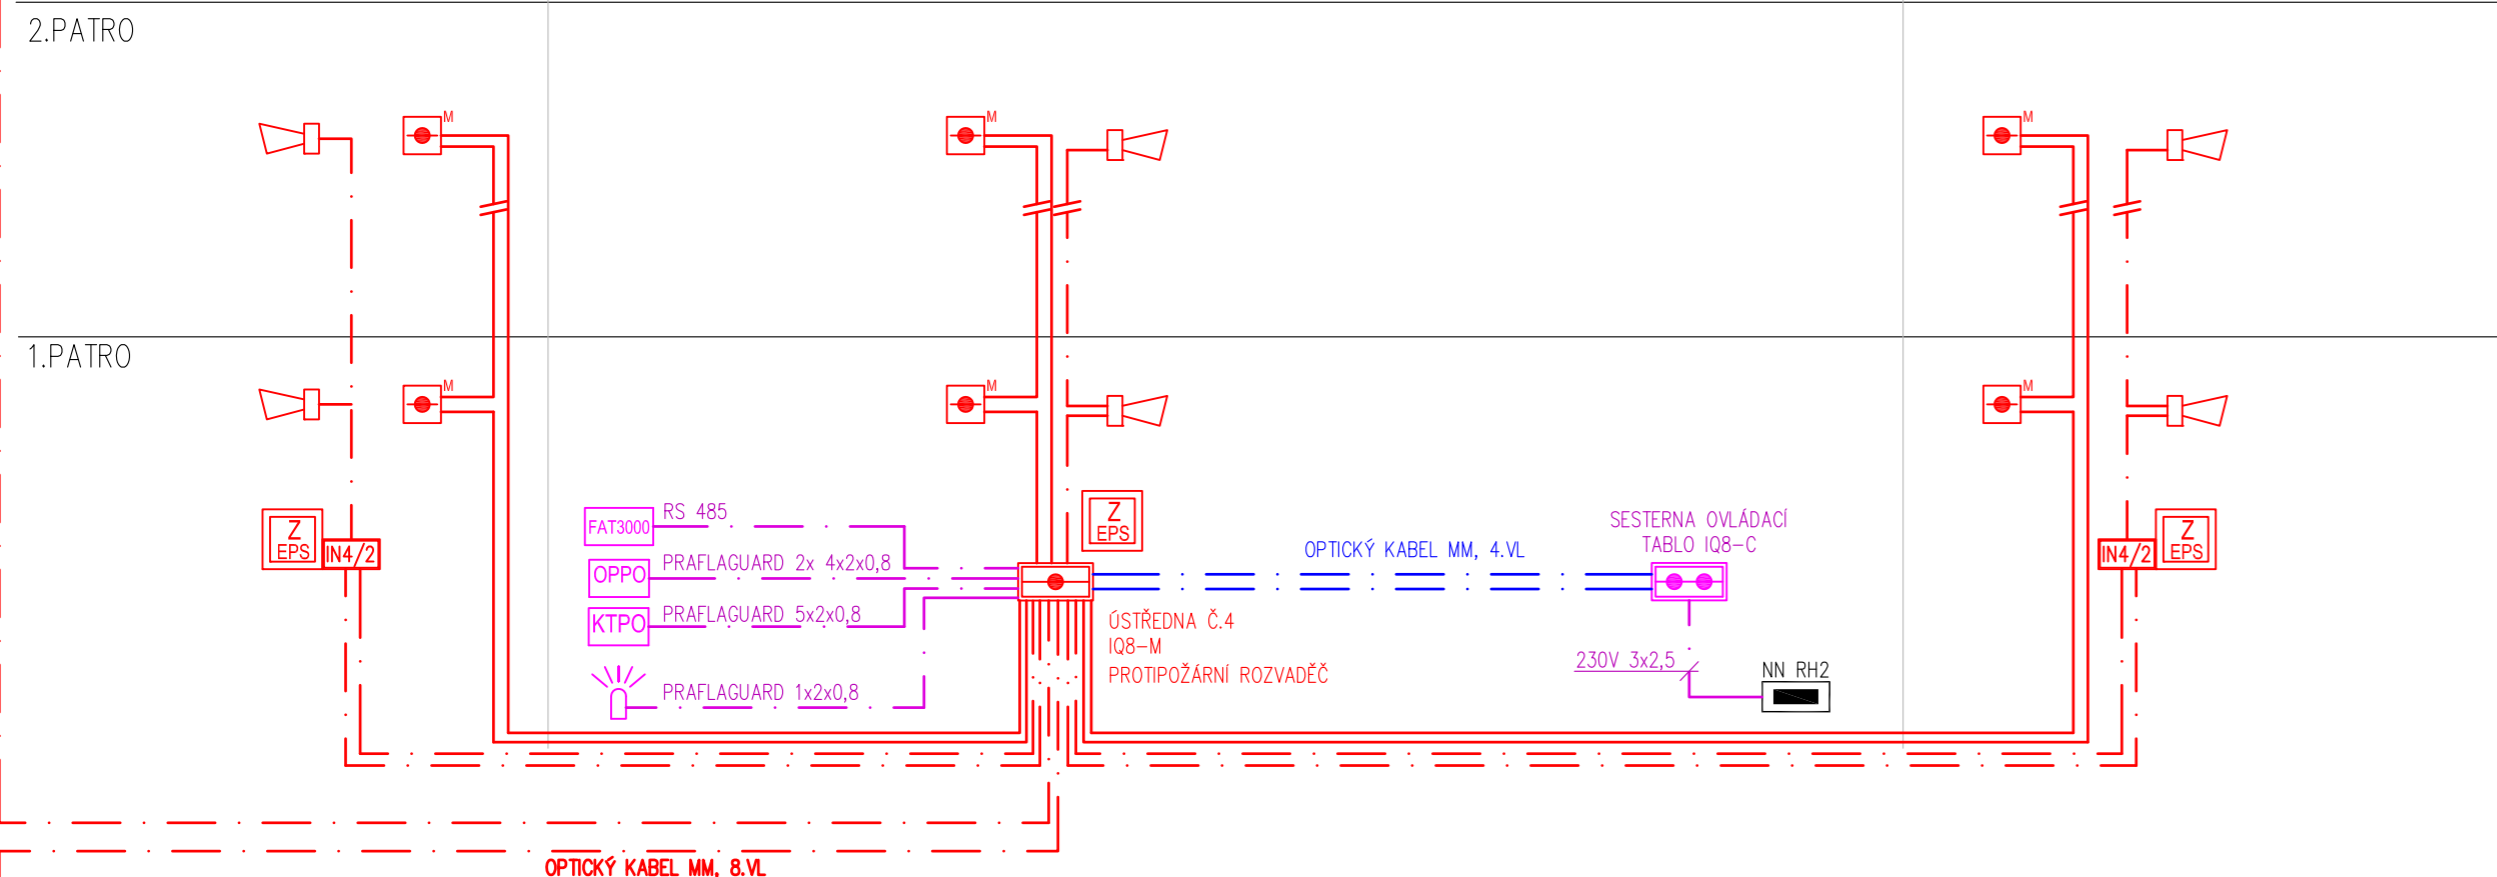 2.PATRO
M
M
M
1.PATRO
M
M
M
Z
EPS
IN4/2
FAT3000
RS 485
OPPO
PRAFLAGUARD 2x 4x2x0,8
KTPO
PRAFLAGUARD 5x2x0,8
PRAFLAGUARD 1x2x0,8
Z
EPS
ÚSTŘEDNA Č.4
IQ8-M
PROTIPOŽÁRNÍ ROZVADĚČ
OPTICKÝ KABEL MM, 4.VL
SESTERNA OVLÁDACÍ
TABLO IQ8-C
230V 3x2,5
NN RH2
IN4/2
Z
EPS
OPTICKÝ KABEL MM, 8.VL